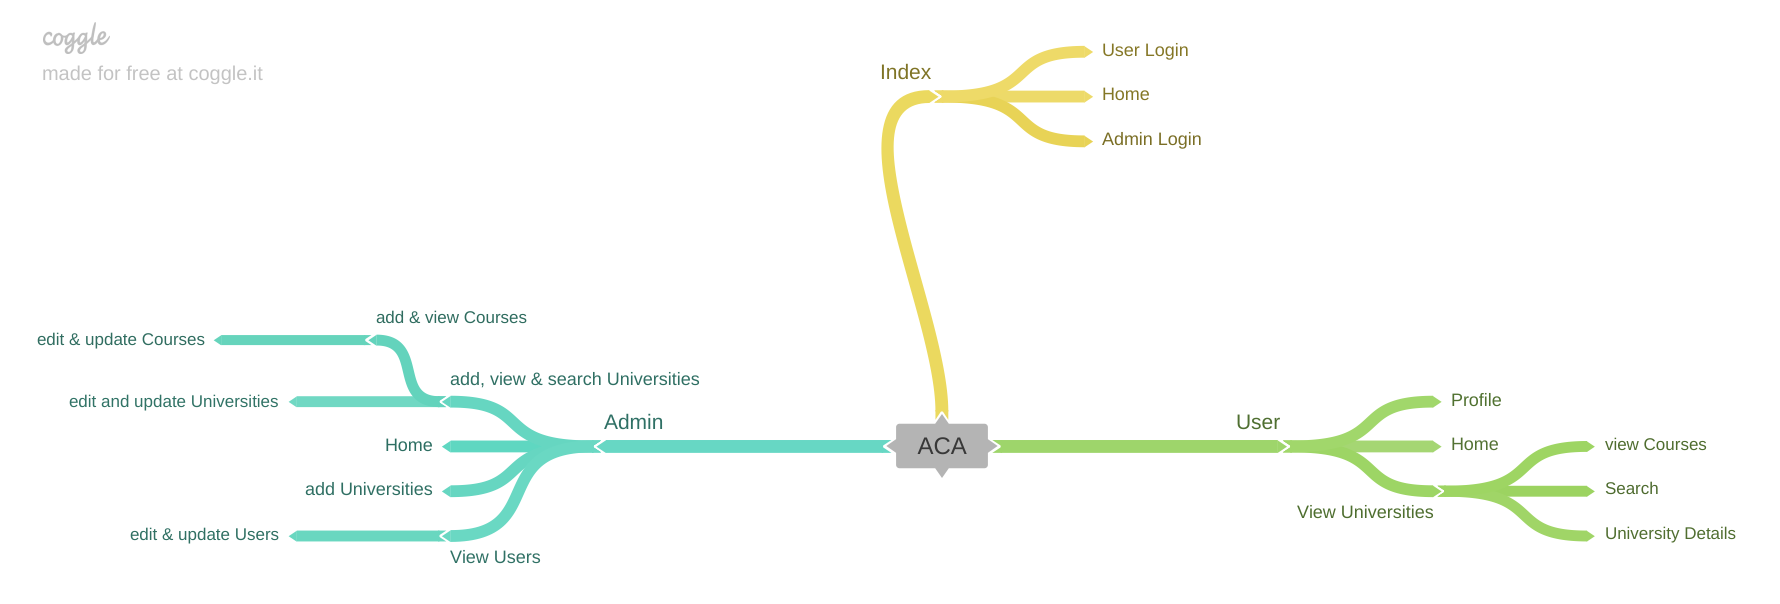 coggle
made for free at coggle.it
Index
User Login
Home
Admin Login
add & view Courses
edit & update Courses
add, view & search Universities
edit and update Universities
Admin
Home
add Universities
edit & update Users
View Users
ACA
User
Profile
Home
View Universities
view Courses
Search
University Details